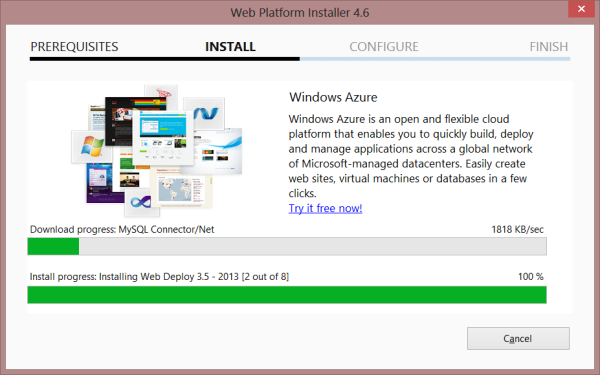 Web Platform Installer 4.6
PREREQUISITES INSTALL CONFIGURE FINISH
Windows Azure
Windows Azure is an open and flexible cloud
platform that enables you to quickly build, deploy
and manage applications across a global network
of Microsoft-managed datacenters. Easily create
web sites, virtual machines or databases in a few
clicks.
Try it free now!
Download progress: MySQL Connector/Net 1818 KB/sec
Install progress: Installing Web Deploy 3.5 - 2013 [2 out of 8] 100 %
Cancel